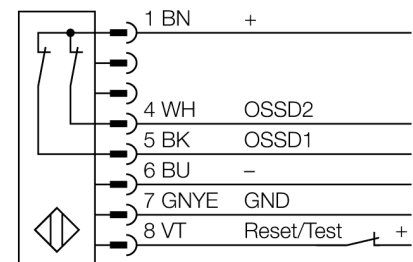 1 BN +
4 WH OSSD2
5 BK OSSD1
6 BU –
7 GNYE GND
8 VT Reset/Test +